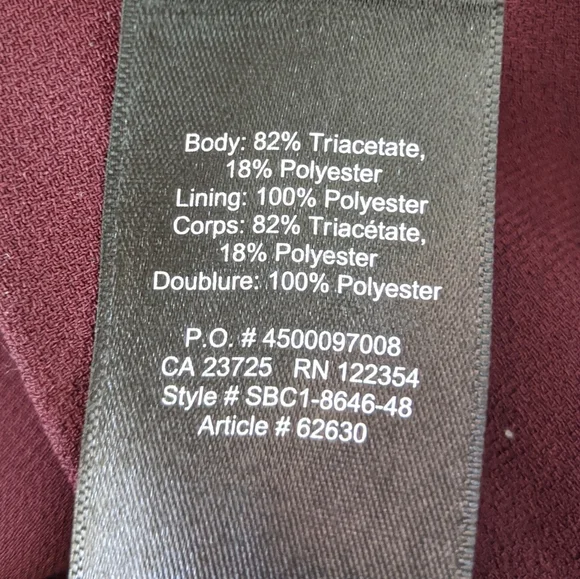 Body: 82% Triacetate,
18% Polyester
Lining: 100% Polyester
Corps: 82% Triacétate,
18% Polyester
Doublure: 100% Polyester
P.O. # 4500097008
CA 23725 RN 122354
Style # SBC1-8646-48
Article # 62630